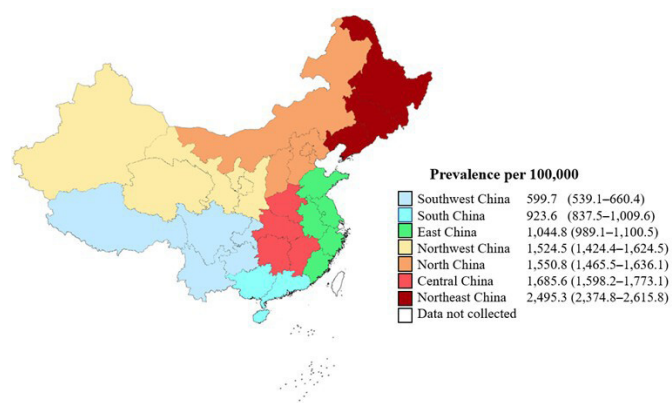 Prevalence per 100,000
Southwest China 599.7 (539.1–660.4)
South China 923.6 (837.5–1,009.6)
East China 1,044.8 (989.1–1,100.5)
Northwest China 1,524.5 (1,424.4–1,624.5)
North China 1,550.8 (1,465.5–1,636.1)
Central China 1,685.6 (1,598.2–1,773.1)
Northeast China 2,495.3 (2,374.8–2,615.8)
Data not collected